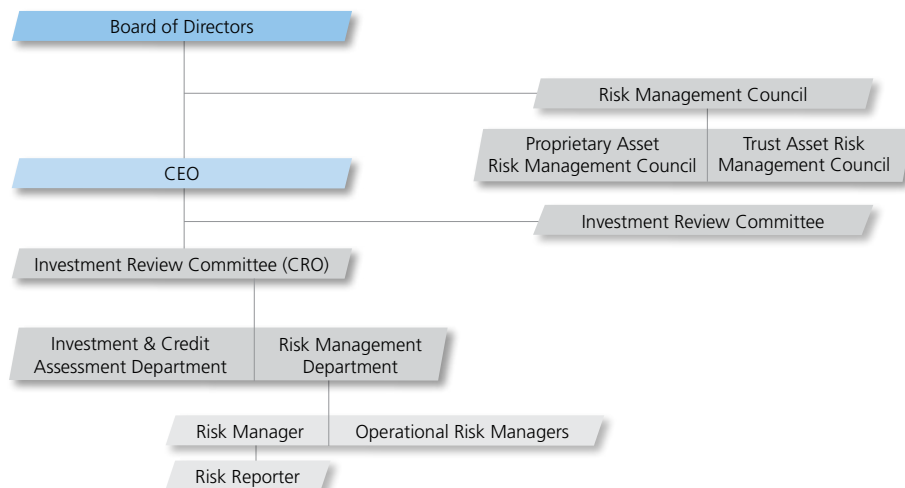 Board of Directors
Risk Management Council
Proprietary Asset
Risk Management Council
Trust Asset Risk
Management Council
CEO
Investment Review Committee
Investment Review Committee (CRO)
Investment & Credit
Assessment Department
Risk Management
Department
Risk Manager
Operational Risk Managers
Risk Reporter